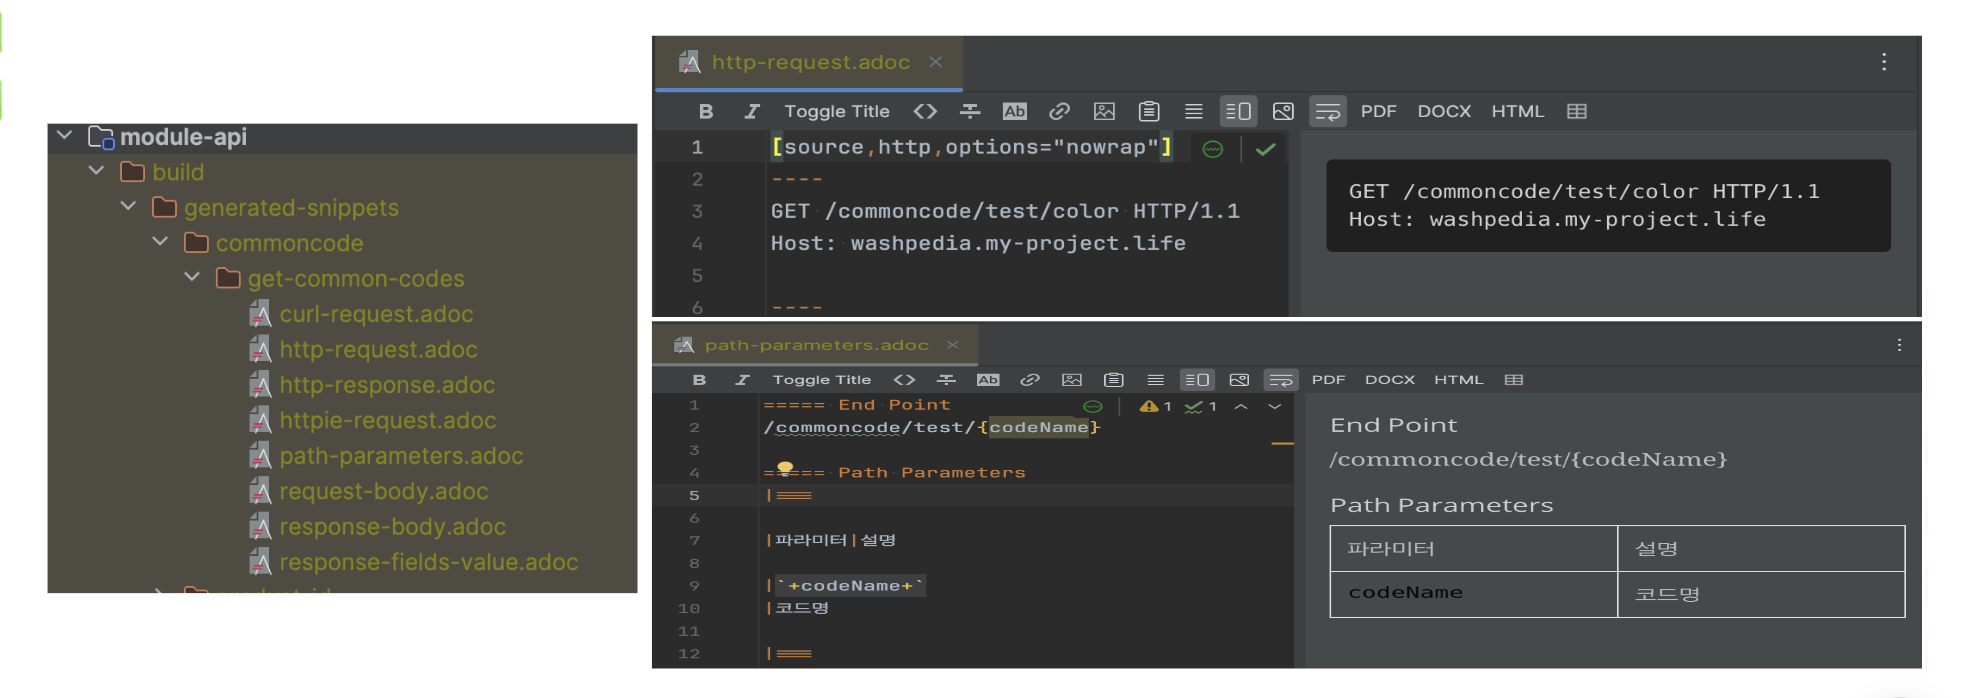 module-api
build
generated-snippets
commoncode
get-common-codes
curl-request.adoc
http-request.adoc
http-response.adoc
httpie-request.adoc
path-parameters.adoc
request-body.adoc
response-body.adoc
response-fields-value.adoc
http-request.adoc
B I Toggle Title <> Ab PDF DOCX HTML
1 [source,http,options="nowrap"]
2 ----
3 GET /commoncode/test/color HTTP/1.1
4 Host: washpedia.my-project.life
5
6 ----
GET /commoncode/test/color HTTP/1.1
Host: washpedia.my-project.life
path-parameters.adoc
B I Toggle Title <> Ab PDF DOCX HTML
1 ===== End Point 1 1
2 /commoncode/test/{codeName}
3
4 ===== Path Parameters
5 |===
6
7 |파라미터|설명
8
9 |`+codeName+`
10 |코드명
11
12 |===
End Point
/commoncode/test/{codeName}
Path Parameters
파라미터 설명
codeName 코드명